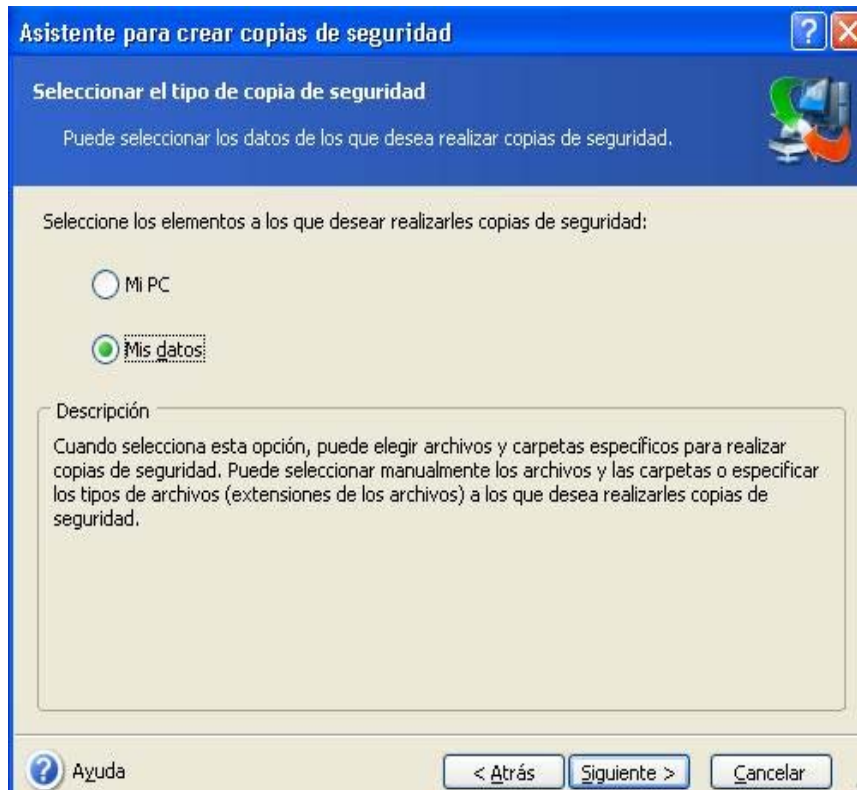 Asistente para crear copias de seguridad
Seleccionar el tipo de copia de seguridad
Puede seleccionar los datos de los que desea realizar copias de seguridad.
Seleccione los elementos a los que desear realizarles copias de seguridad:
Mi PC
Mis datos
Descripción
Cuando selecciona esta opción, puede elegir archivos y carpetas específicos para realizar
copias de seguridad. Puede seleccionar manualmente los archivos y las carpetas o especificar
los tipos de archivos (extensiones de los archivos) a los que desea realizarles copias de
seguridad.
Ayuda
< Atrás
Siguiente >
Cancelar